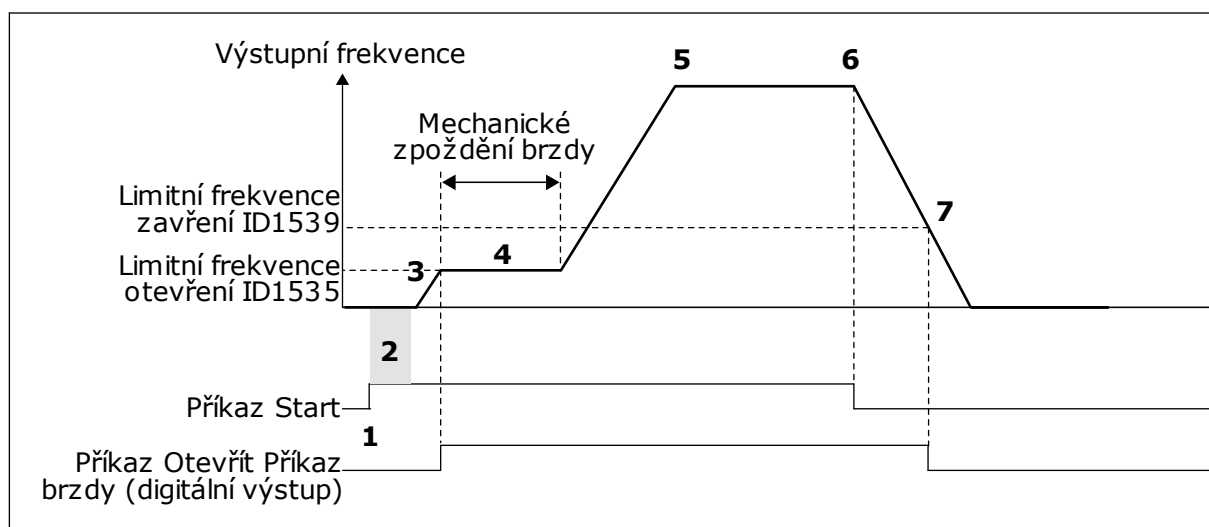 Výstupní frekvence
5
6
Mechanické
zpoždění brzdy
Limitní frekvence
zavření ID1539
7
Limitní frekvence
otevření ID1535
3
4
2
Příkaz Start
1
Příkaz Otevřít Příkaz
brzdy (digitální výstup)